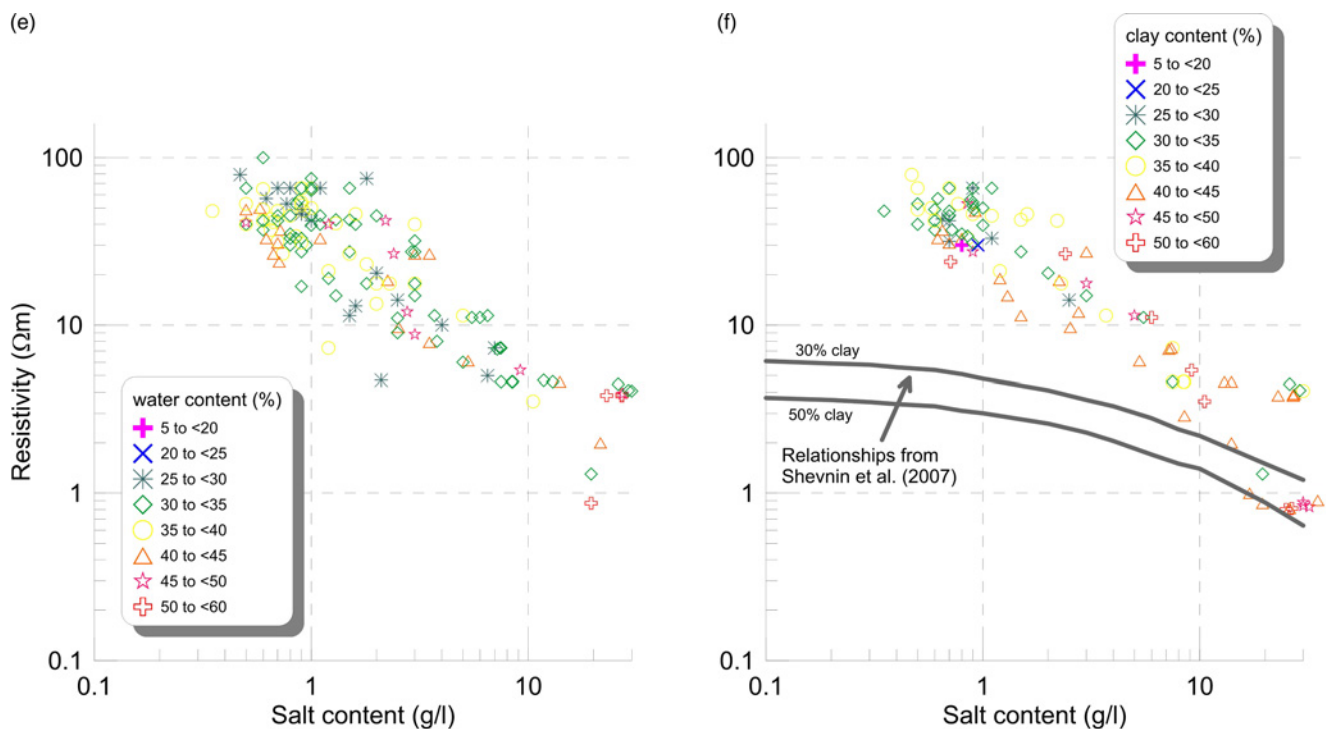 (e)
Resistivity (Ωm)
100
10
1
0.1
water content (%)
5 to <20
20 to <25
25 to <30
30 to <35
35 to <40
40 to <45
45 to <50
50 to <60
0.1
1
10
Salt content (g/l)
(f)
clay content (%)
5 to <20
20 to <25
25 to <30
30 to <35
35 to <40
40 to <45
45 to <50
50 to <60
100
10
1
0.1
30% clay
50% clay
Relationships from
Shevnin et al. (2007)
0.1
1
10
Salt content (g/l)